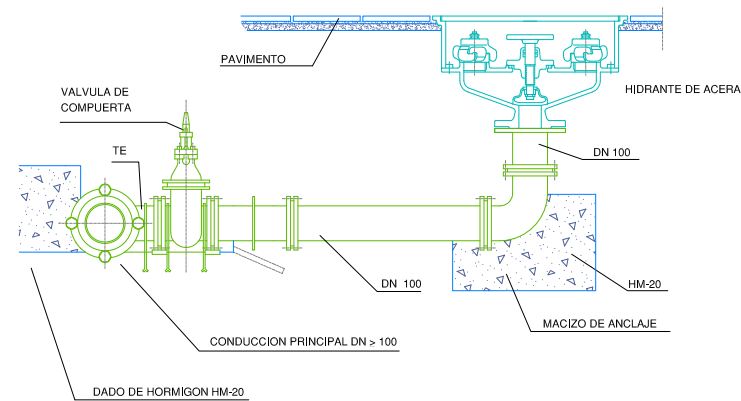 PAVIMENTO
HIDRANTE DE ACERA
VALVULA DE
COMPUERTA
TE
DN 100
DN 100
HM-20
MACIZO DE ANCLAJE
CONDUCCION PRINCIPAL DN > 100
DADO DE HORMIGON HM-20